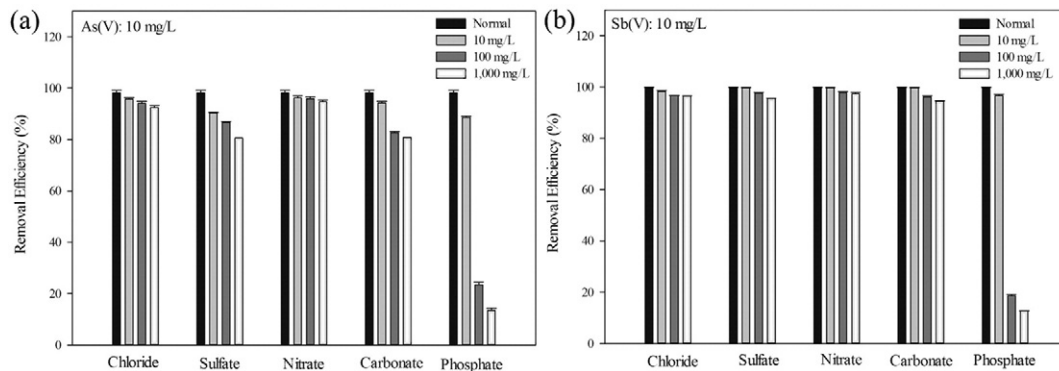 (a)
As(V): 10 mg/L
Normal
10 mg/L
100 mg/L
1,000 mg/L
Removal Efficiency (%)
120
100
80
60
40
20
0
Chloride
Sulfate
Nitrate
Carbonate
Phosphate
(b)
Sb(V): 10 mg/L
Normal
10 mg/L
100 mg/L
1,000 mg/L
Removal Efficiency (%)
120
100
80
60
40
20
0
Chloride
Sulfate
Nitrate
Carbonate
Phosphate